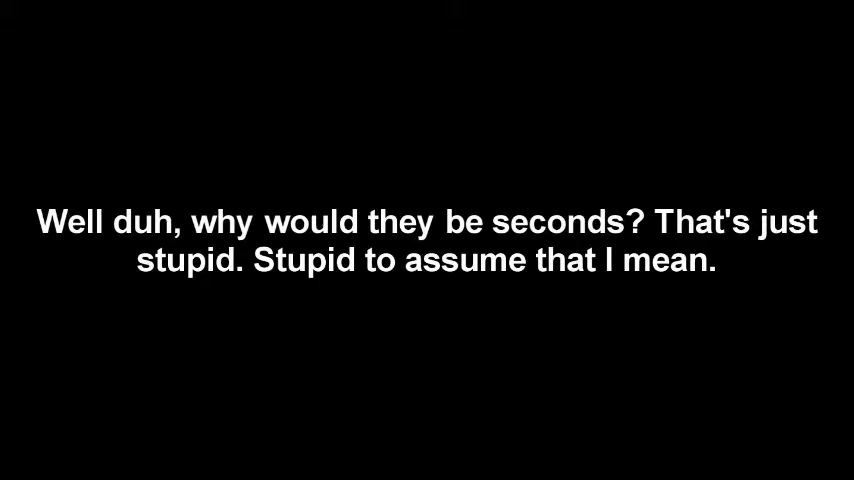 Well duh, why would they be seconds? That's just
stupid. Stupid to assume that I mean.